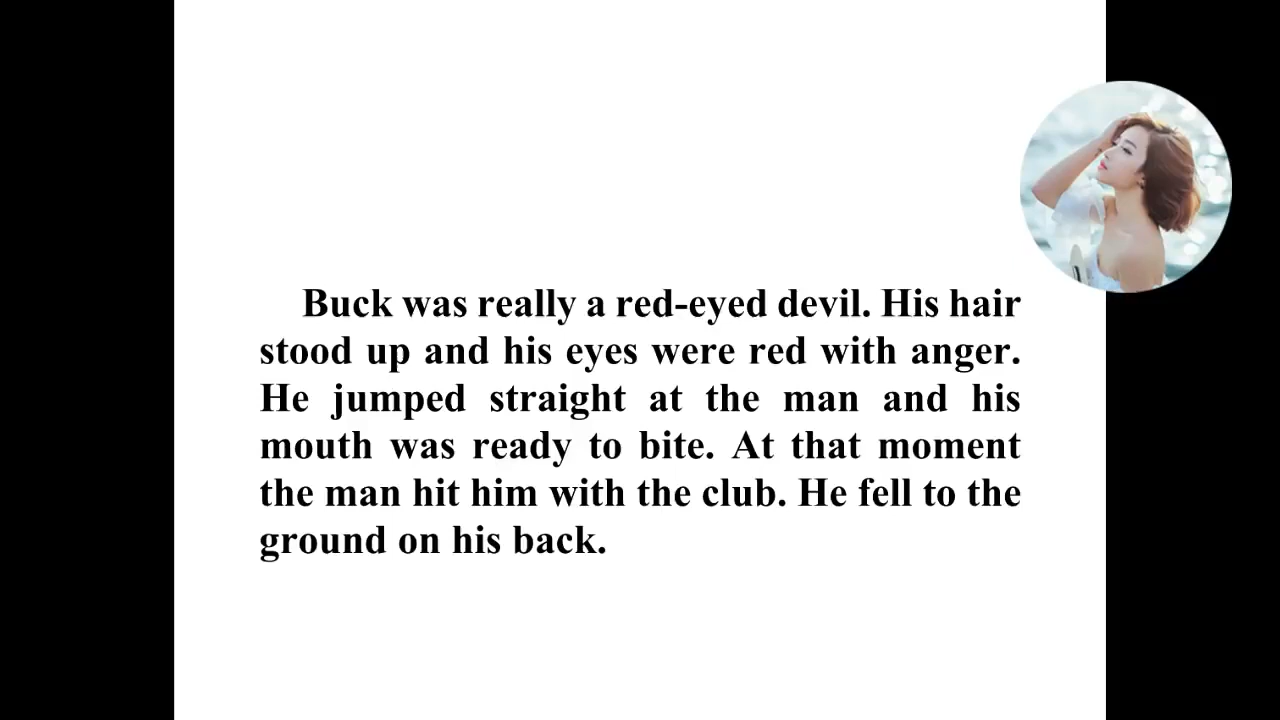 Buck was really a red-eyed devil. His hair
stood up and his eyes were red with anger.
He jumped straight at the man and his
mouth was ready to bite. At that moment
the man hit him with the club. He fell to the
ground on his back.